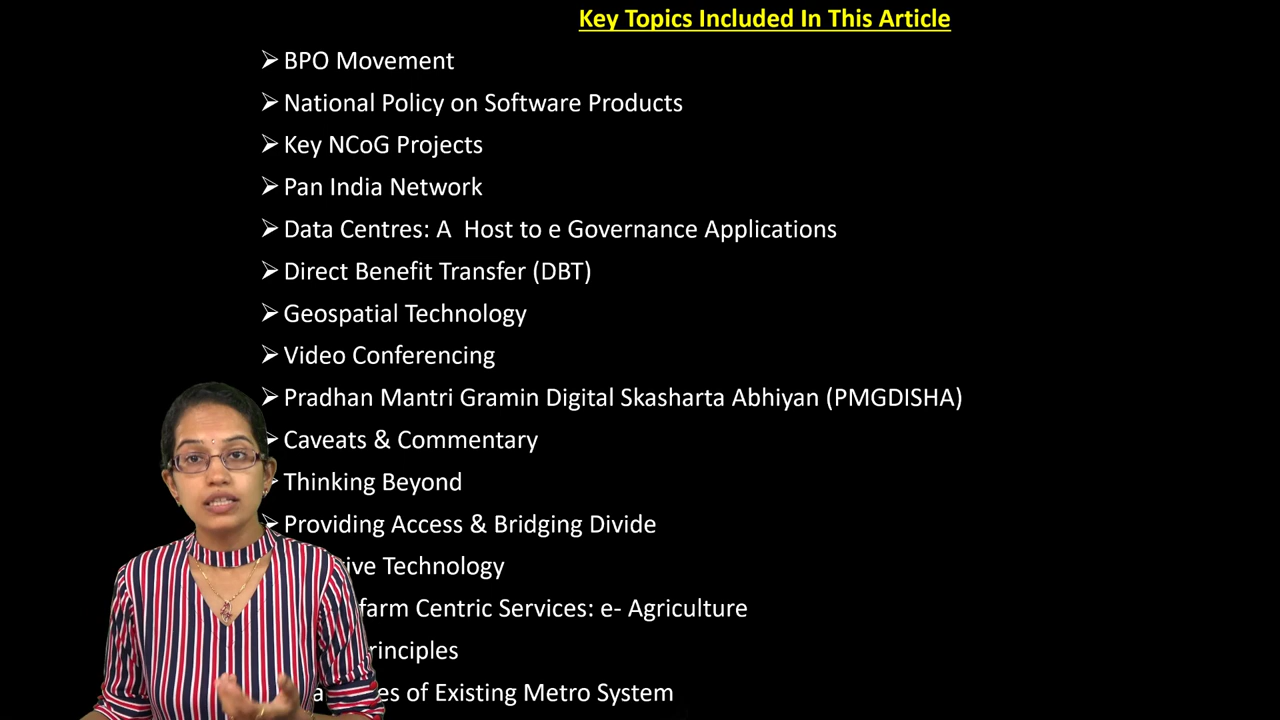 Key Topics Included In This Article
BPO Movement
National Policy on Software Products
Key NCoG Projects
Pan India Network
Data Centres: A Host to e Governance Applications
Direct Benefit Transfer (DBT)
Geospatial Technology
Video Conferencing
Pradhan Mantri Gramin Digital Skasharta Abhiyan (PMGDISHA)
Caveats & Commentary
Thinking Beyond
Providing Access & Bridging Divide
Technology
farm Centric Services: e- Agriculture
of Existing Metro System